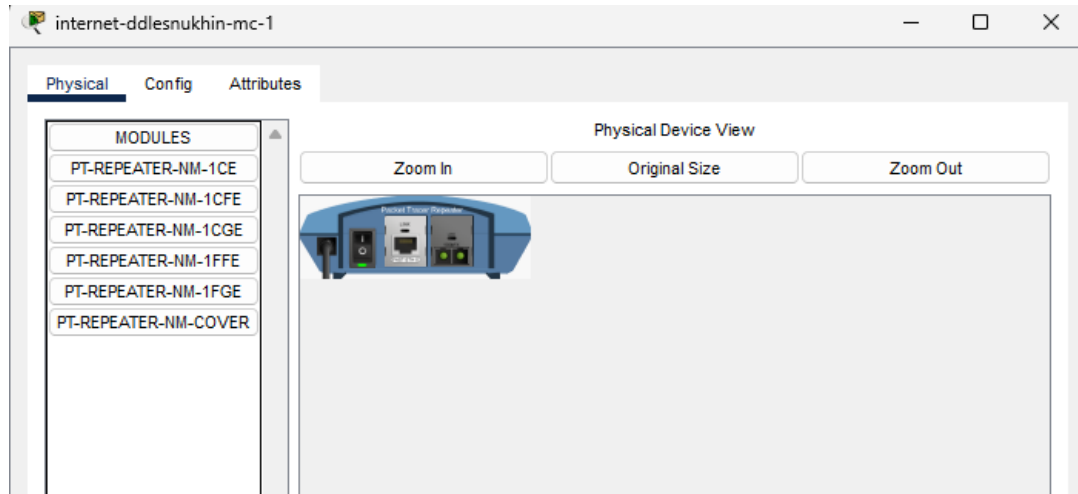 internet-ddlesnukhin-mc-1
Physical Config Attributes
MODULES
PT-REPEATER-NM-1CE
PT-REPEATER-NM-1CFE
PT-REPEATER-NM-1CGE
PT-REPEATER-NM-1FFE
PT-REPEATER-NM-1FGE
PT-REPEATER-NM-COVER
Physical Device View
Zoom In Original Size Zoom Out
Packet Tracer Repeater